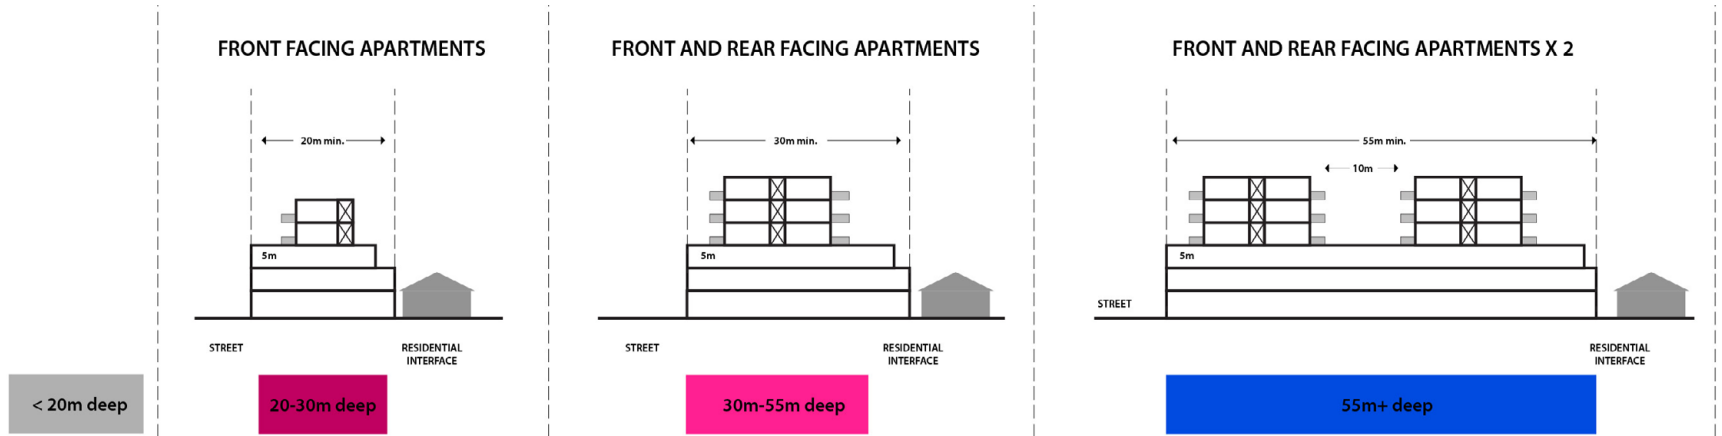 FRONT FACING APARTMENTS
FRONT AND REAR FACING APARTMENTS
FRONT AND REAR FACING APARTMENTS X 2
20m min.
30m min.
55m min.
10m
5m
5m
5m
STREET
STREET
RESIDENTIAL
INTERFACE
STREET
RESIDENTIAL
INTERFACE
RESIDENTIAL
INTERFACE
< 20m deep
20-30m deep
30m-55m deep
55m+ deep